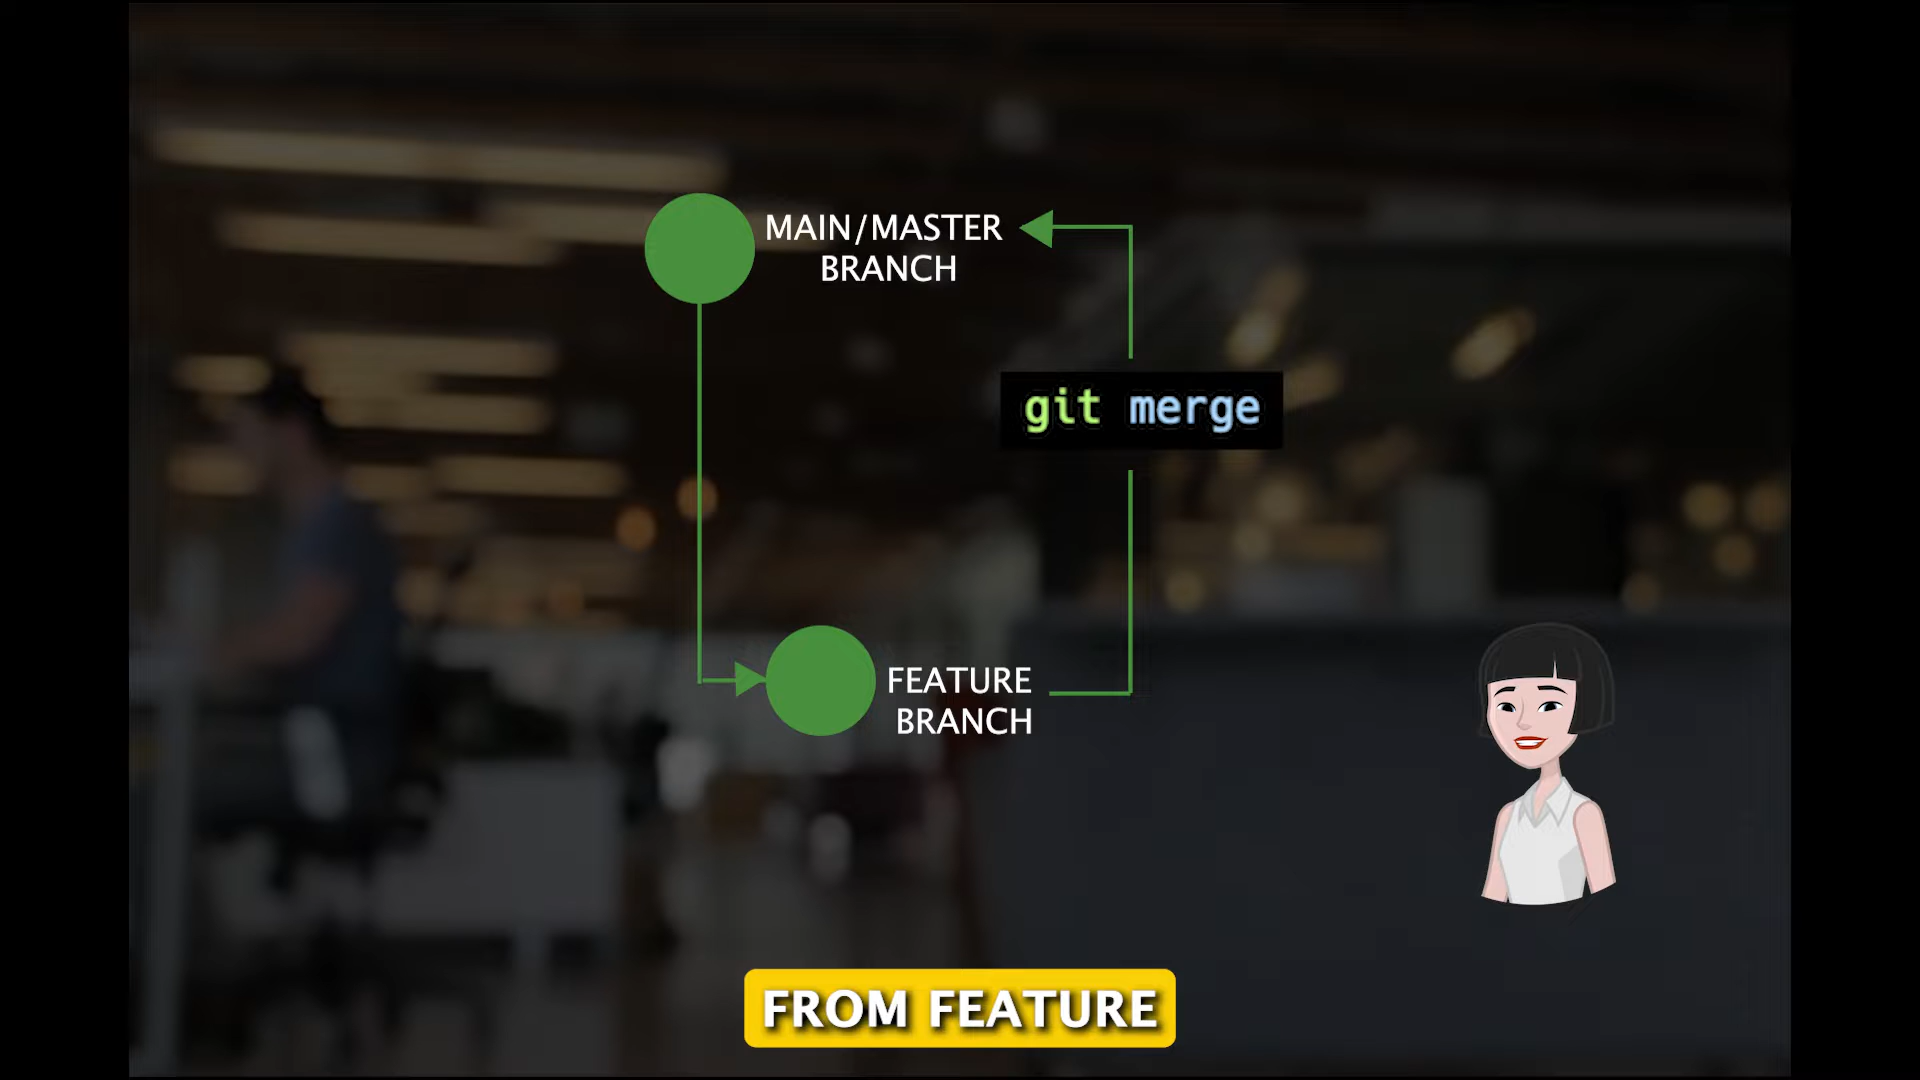 MAIN/MASTER
BRANCH
git merge
FEATURE
BRANCH
FROM FEATURE